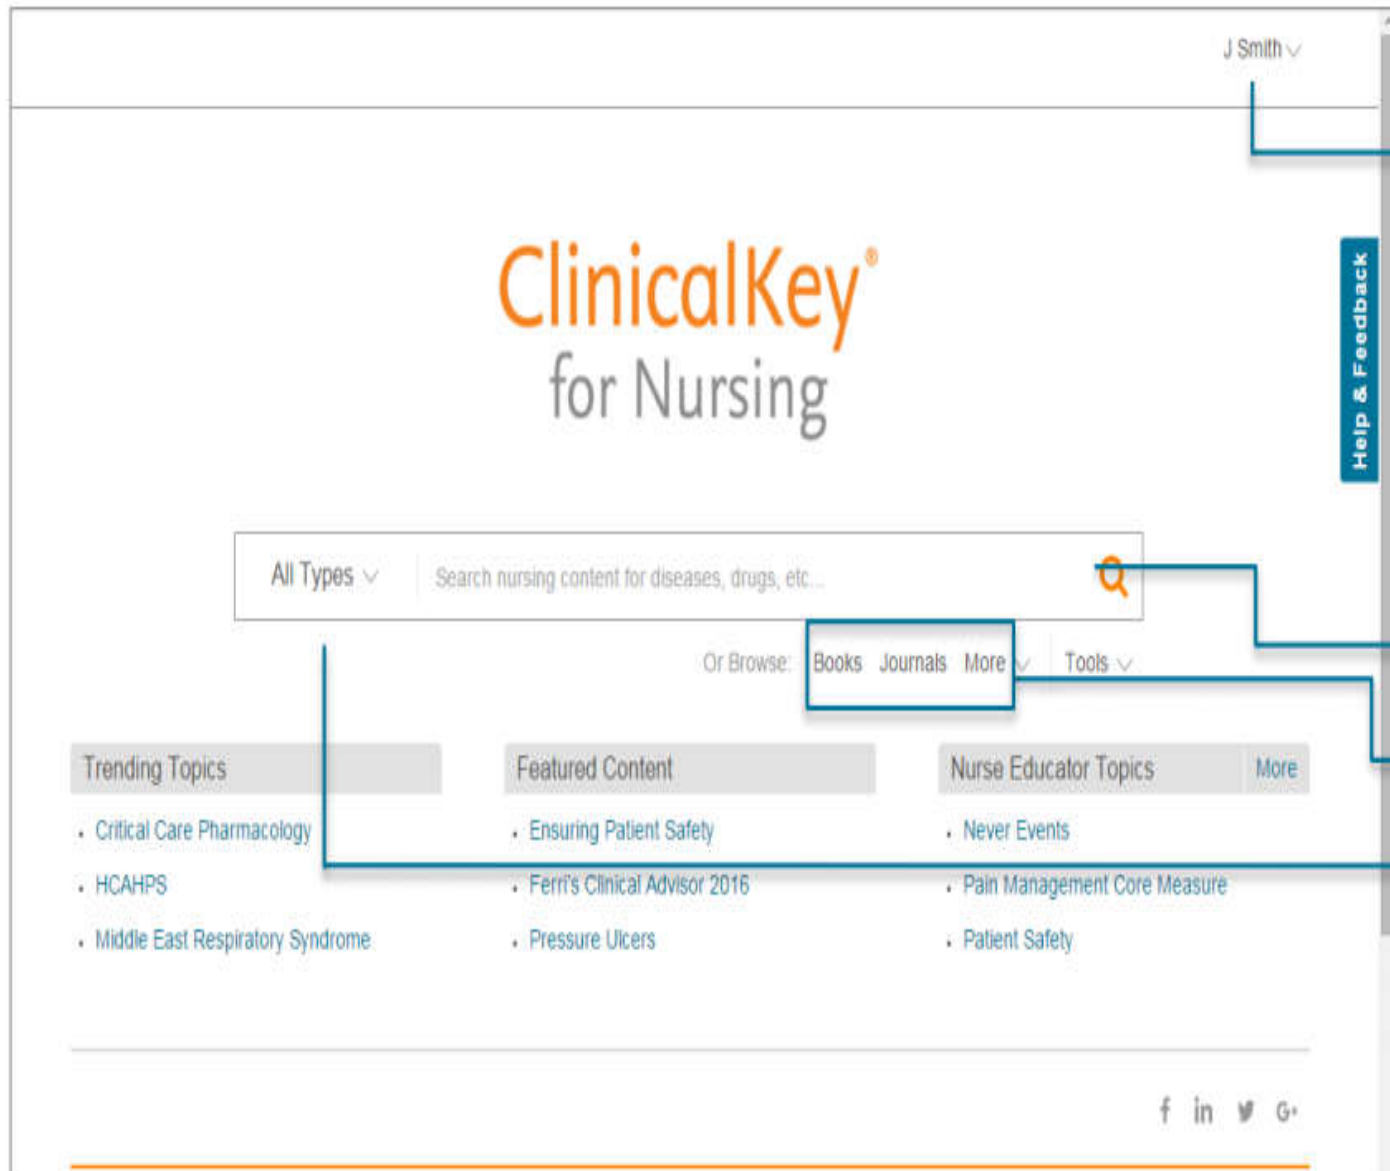 J Smith
ClinicalKey®
for Nursing
Help & Feedback
All Types Search nursing content for diseases, drugs, etc...
Or Browse: Books Journals More Tools
Trending Topics Featured Content Nurse Educator Topics More
• Critical Care Pharmacology • Ensuring Patient Safety • Never Events
• HCAHPS • Ferri's Clinical Advisor 2016 • Pain Management Core Measure
• Middle East Respiratory Syndrome • Pressure Ulcers • Patient Safety
f in G+